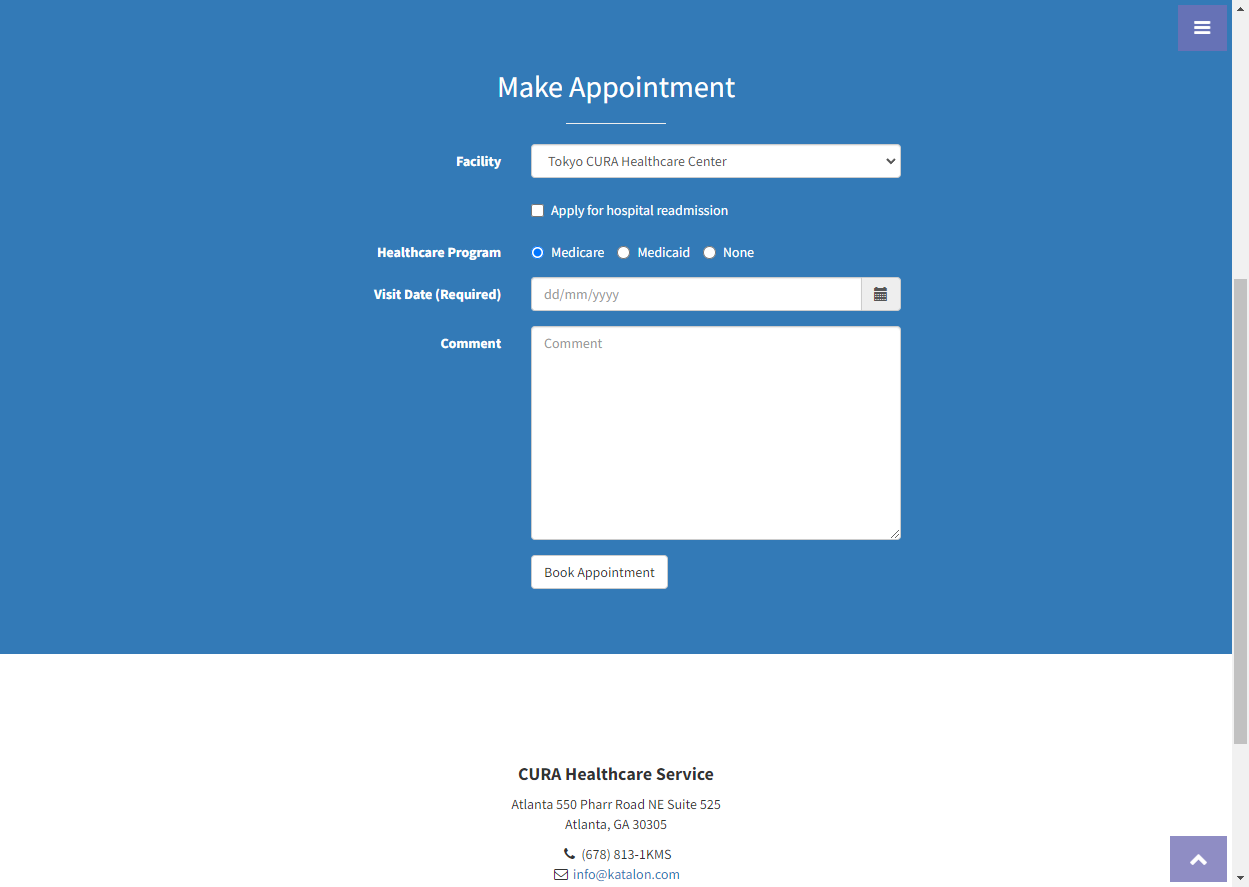 Make Appointment
Facility
Tokyo CURA Healthcare Center
Apply for hospital readmission
Healthcare Program
Medicare Medicaid None
Visit Date (Required)
dd/mm/yyyy
Comment
Comment
Book Appointment
CURA Healthcare Service
Atlanta 550 Pharr Road NE Suite 525
Atlanta, GA 30305
(678) 813-1KMS
info@katalon.com